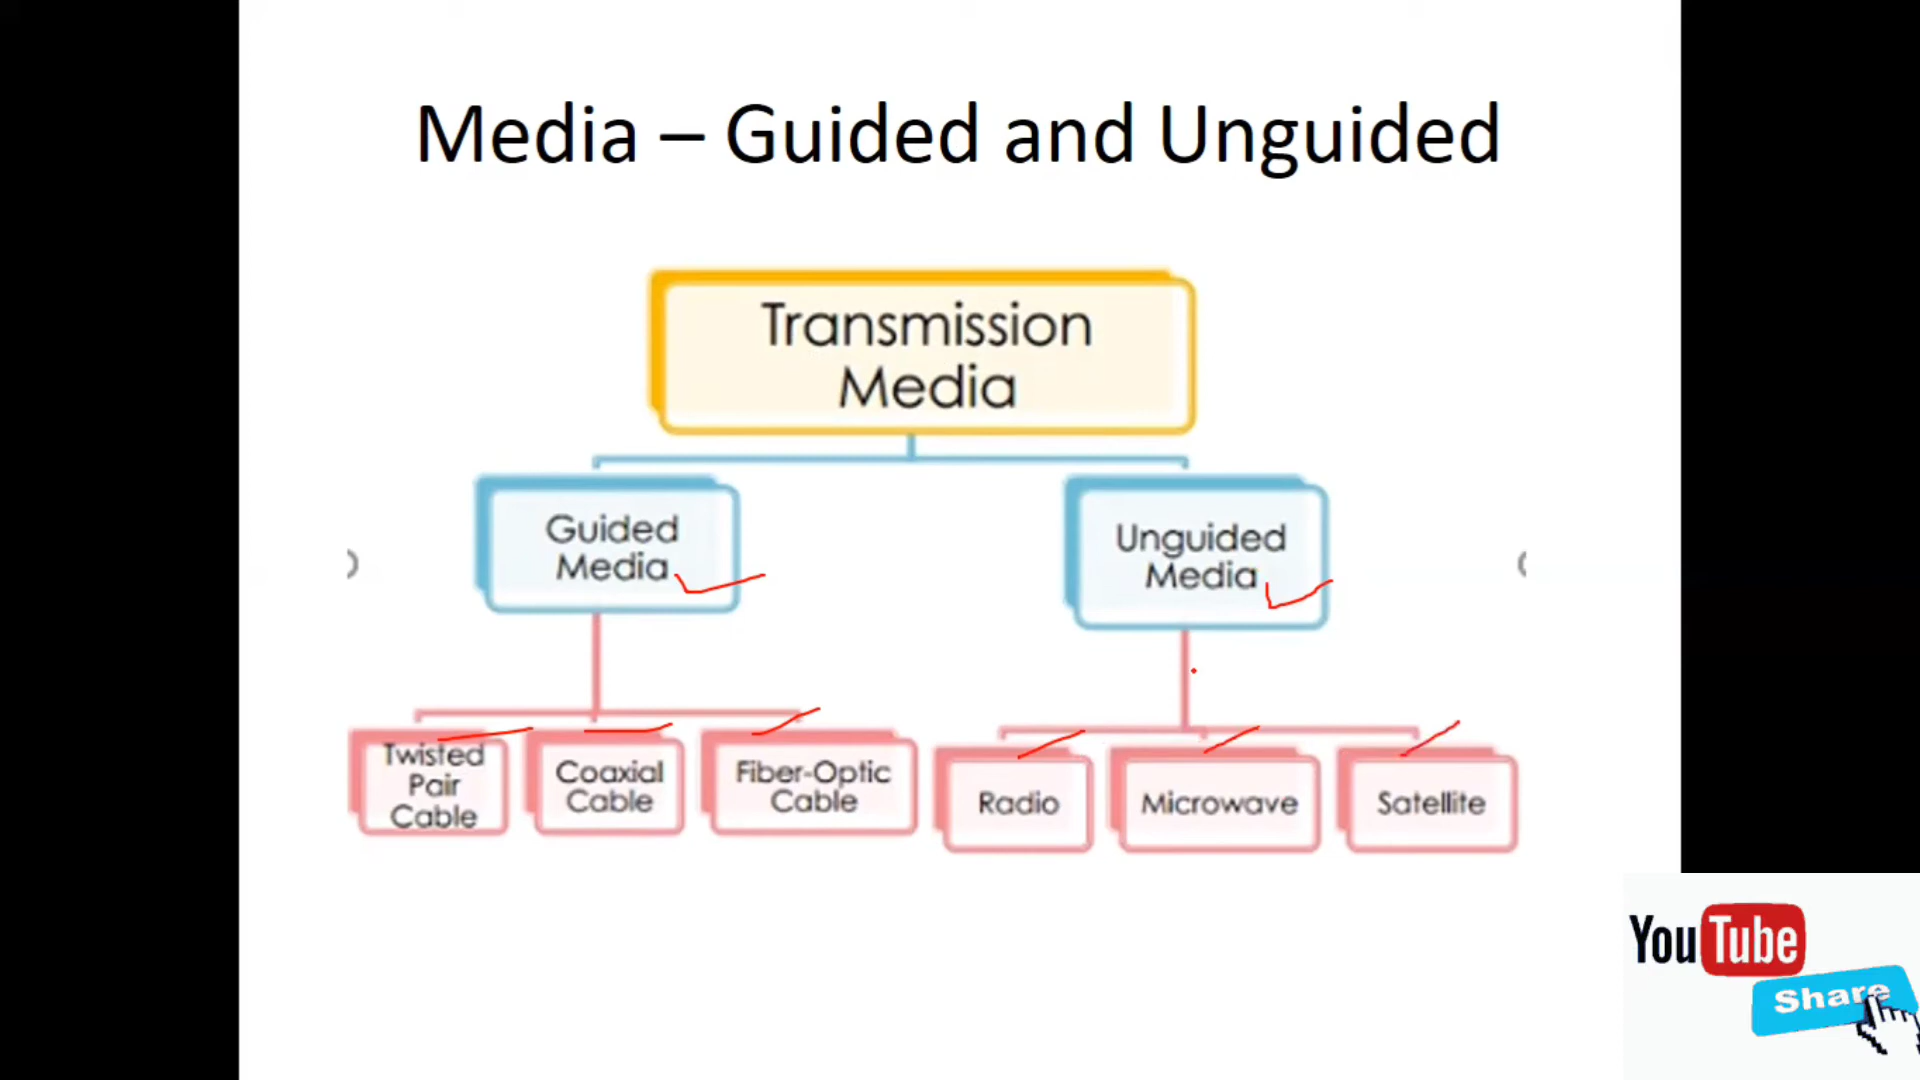 Media – Guided and Unguided
Transmission
Media
Guided
Media
Unguided
Media
Twisted
Pair
Cable
Coaxial
Cable
Fiber-Optic
Cable
Radio
Microwave
Satellite
YouTube
Share